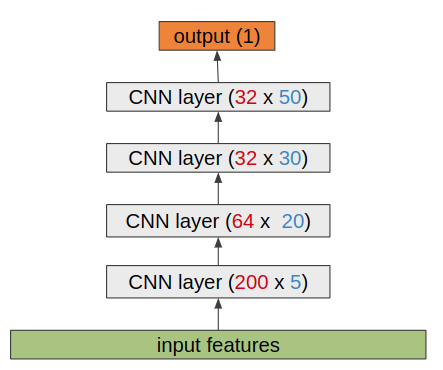 output (1)
CNN layer (32 x 50)
CNN layer (32 x 30)
CNN layer (64 x 20)
CNN layer (200 x 5)
input features